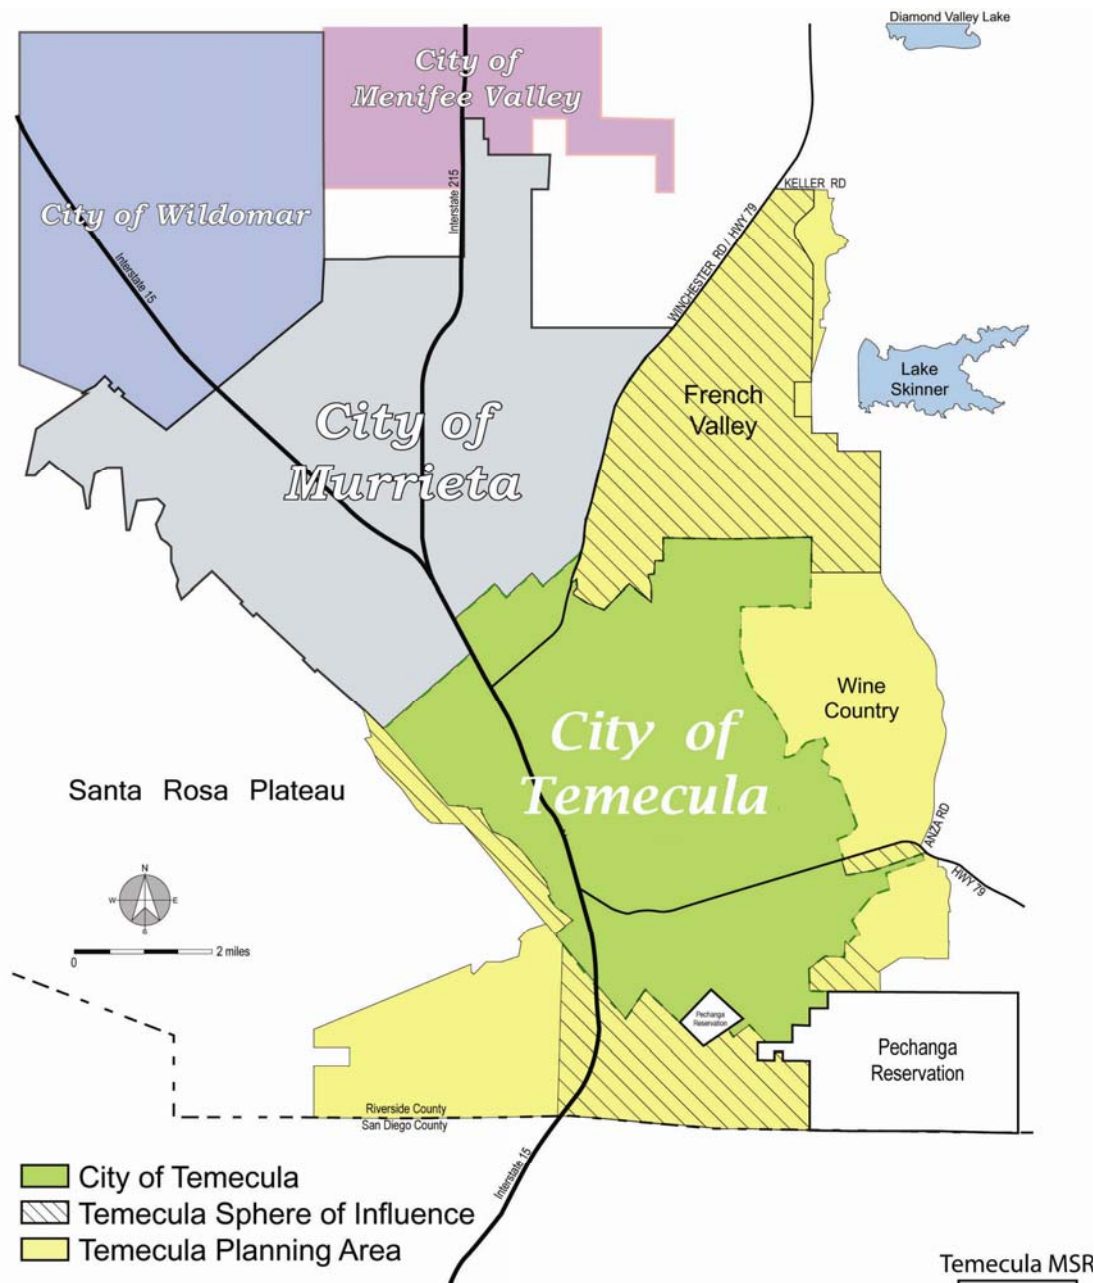 Diamond Valley Lake
City of
Menifee Valley
KELLER RD
City of Wildomar
Interstate 215
WINCHESTER RD / HWY 79
Interstate 15
Lake
Skinner
French
Valley
City of
Murrieta
Wine
Country
City of
Temecula
Santa Rosa Plateau
ANZA RD
HWY 79
N
W E
S
0 2 miles
Pechanga
Reservation
Pechanga
Reservation
Riverside County
San Diego County
Interstate 15
City of Temecula
Temecula Sphere of Influence
Temecula Planning Area
Temecula MSR